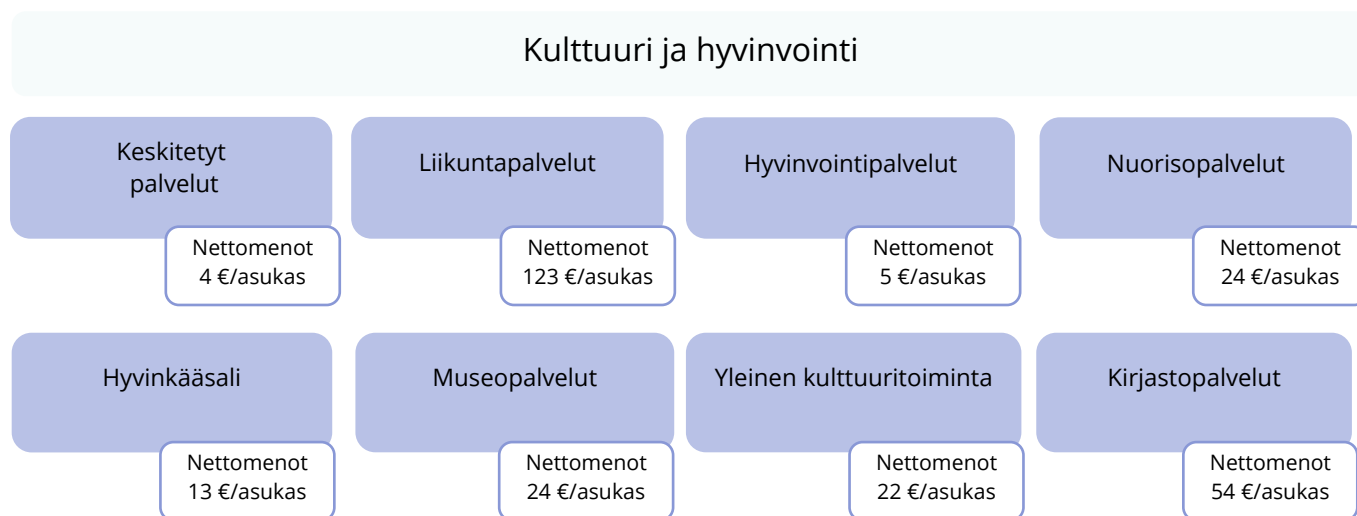 Kulttuuri ja hyvinvointi
Keskitetyt
palvelut
Nettomenot
4 €/asukas
Liikuntapalvelut
Nettomenot
123 €/asukas
Hyvinvointipalvelut
Nettomenot
5 €/asukas
Nuorisopalvelut
Nettomenot
24 €/asukas
Hyvinkääsali
Nettomenot
13 €/asukas
Museopalvelut
Nettomenot
24 €/asukas
Yleinen kulttuuritoiminta
Nettomenot
22 €/asukas
Kirjastopalvelut
Nettomenot
54 €/asukas